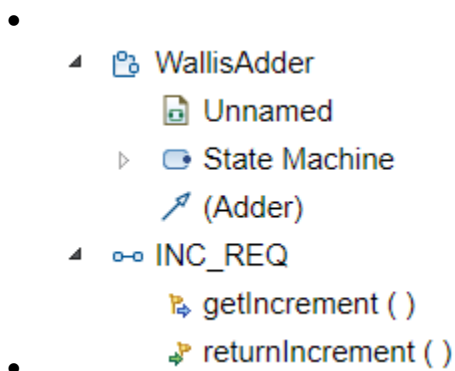 WallisAdder
Unnamed
State Machine
(Adder)
INC_REQ
getIncrement ( )
returnIncrement ( )